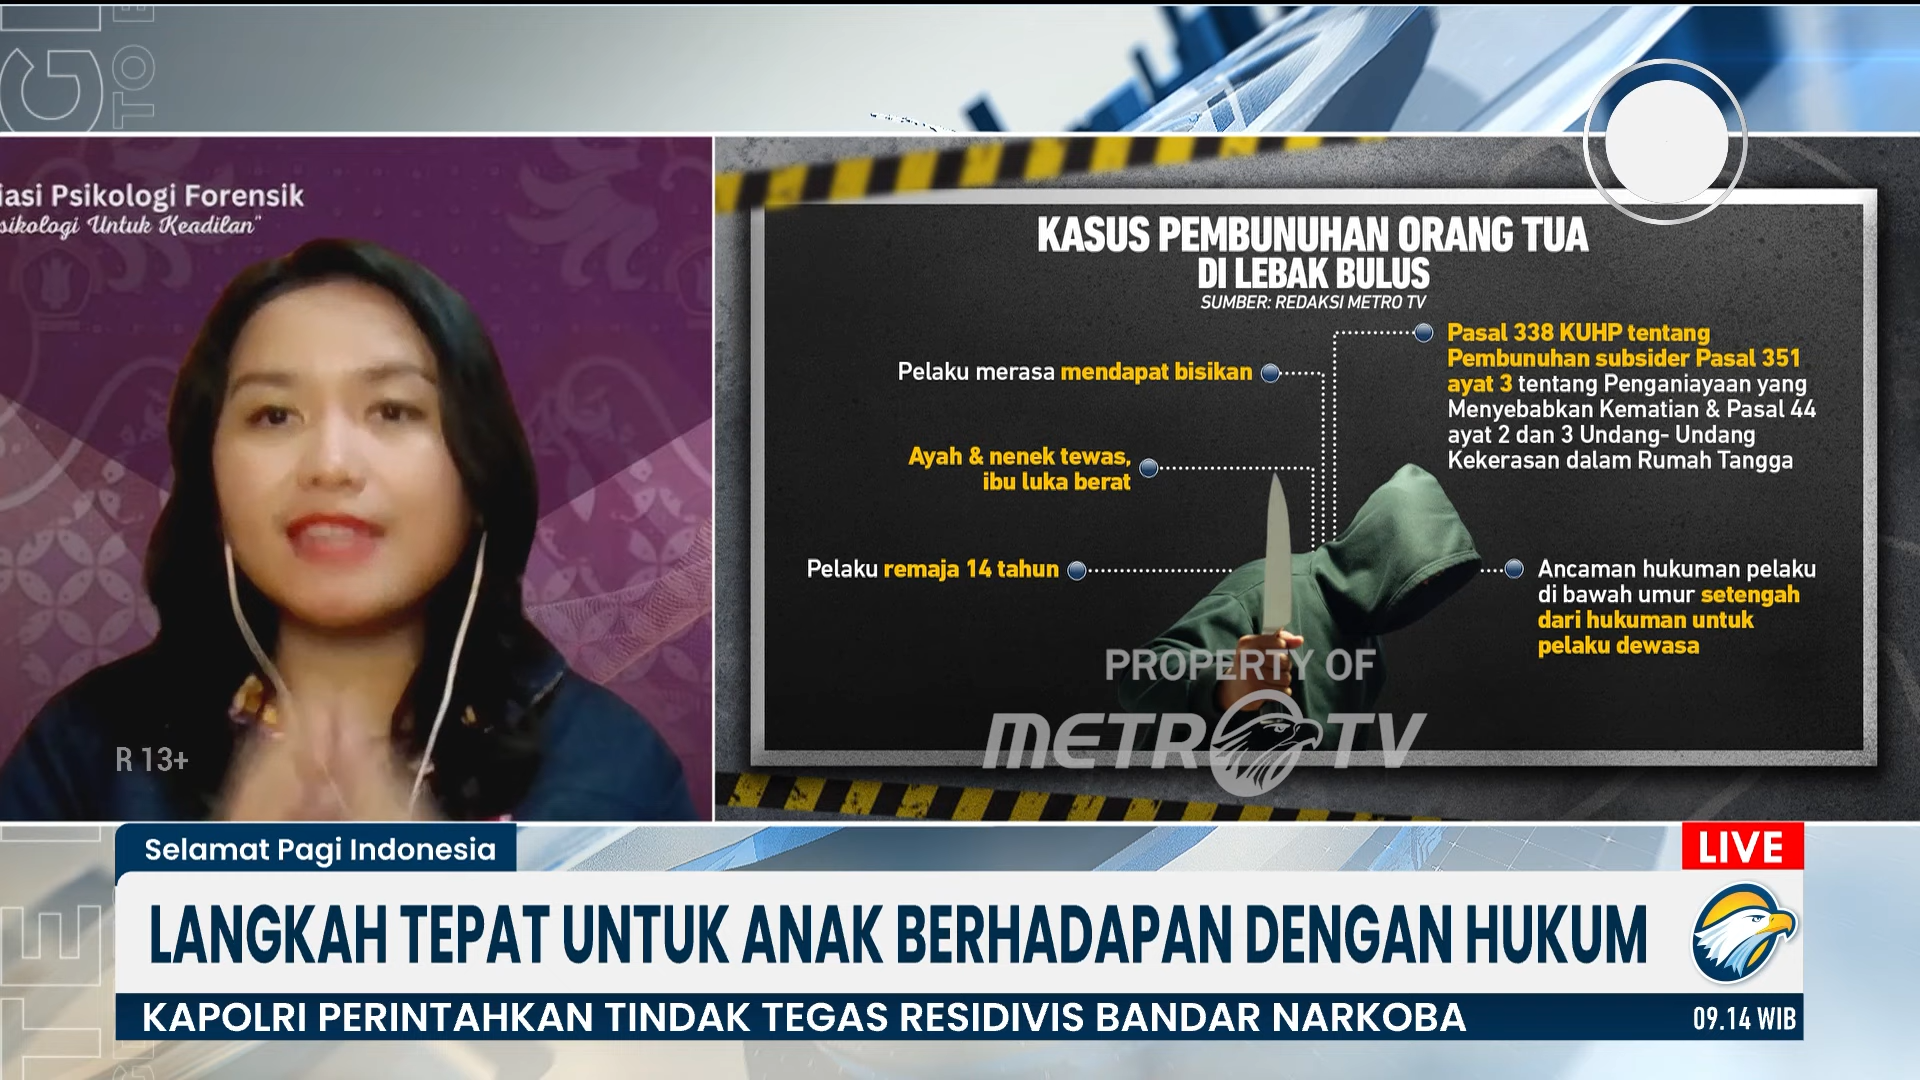 GI
TO
iasi Psikologi Forensik
sikologi Untuk Keadilan"
KASUS PEMBUNUHAN ORANG TUA
DI LEBAK BULUS
SUMBER: REDAKSI METRO TV
Pelaku merasa mendapat bisikan
Ayah & nenek tewas,
ibu luka berat
Pelaku remaja 14 tahun
Pasal 338 KUHP tentang
Pembunuhan subsider Pasal 351
ayat 3 tentang Penganiayaan yang
Menyebabkan Kematian & Pasal 44
ayat 2 dan 3 Undang- Undang
Kekerasan dalam Rumah Tangga
Ancaman hukuman pelaku
di bawah umur setengah
dari hukuman untuk
pelaku dewasa
PROPERTY OF
METRO TV
R 13+
Selamat Pagi Indonesia
LIVE
LANGKAH TEPAT UNTUK ANAK BERHADAPAN DENGAN HUKUM
KAPOLRI PERINTAHKAN TINDAK TEGAS RESIDIVIS BANDAR NARKOBA
09.14 WIB